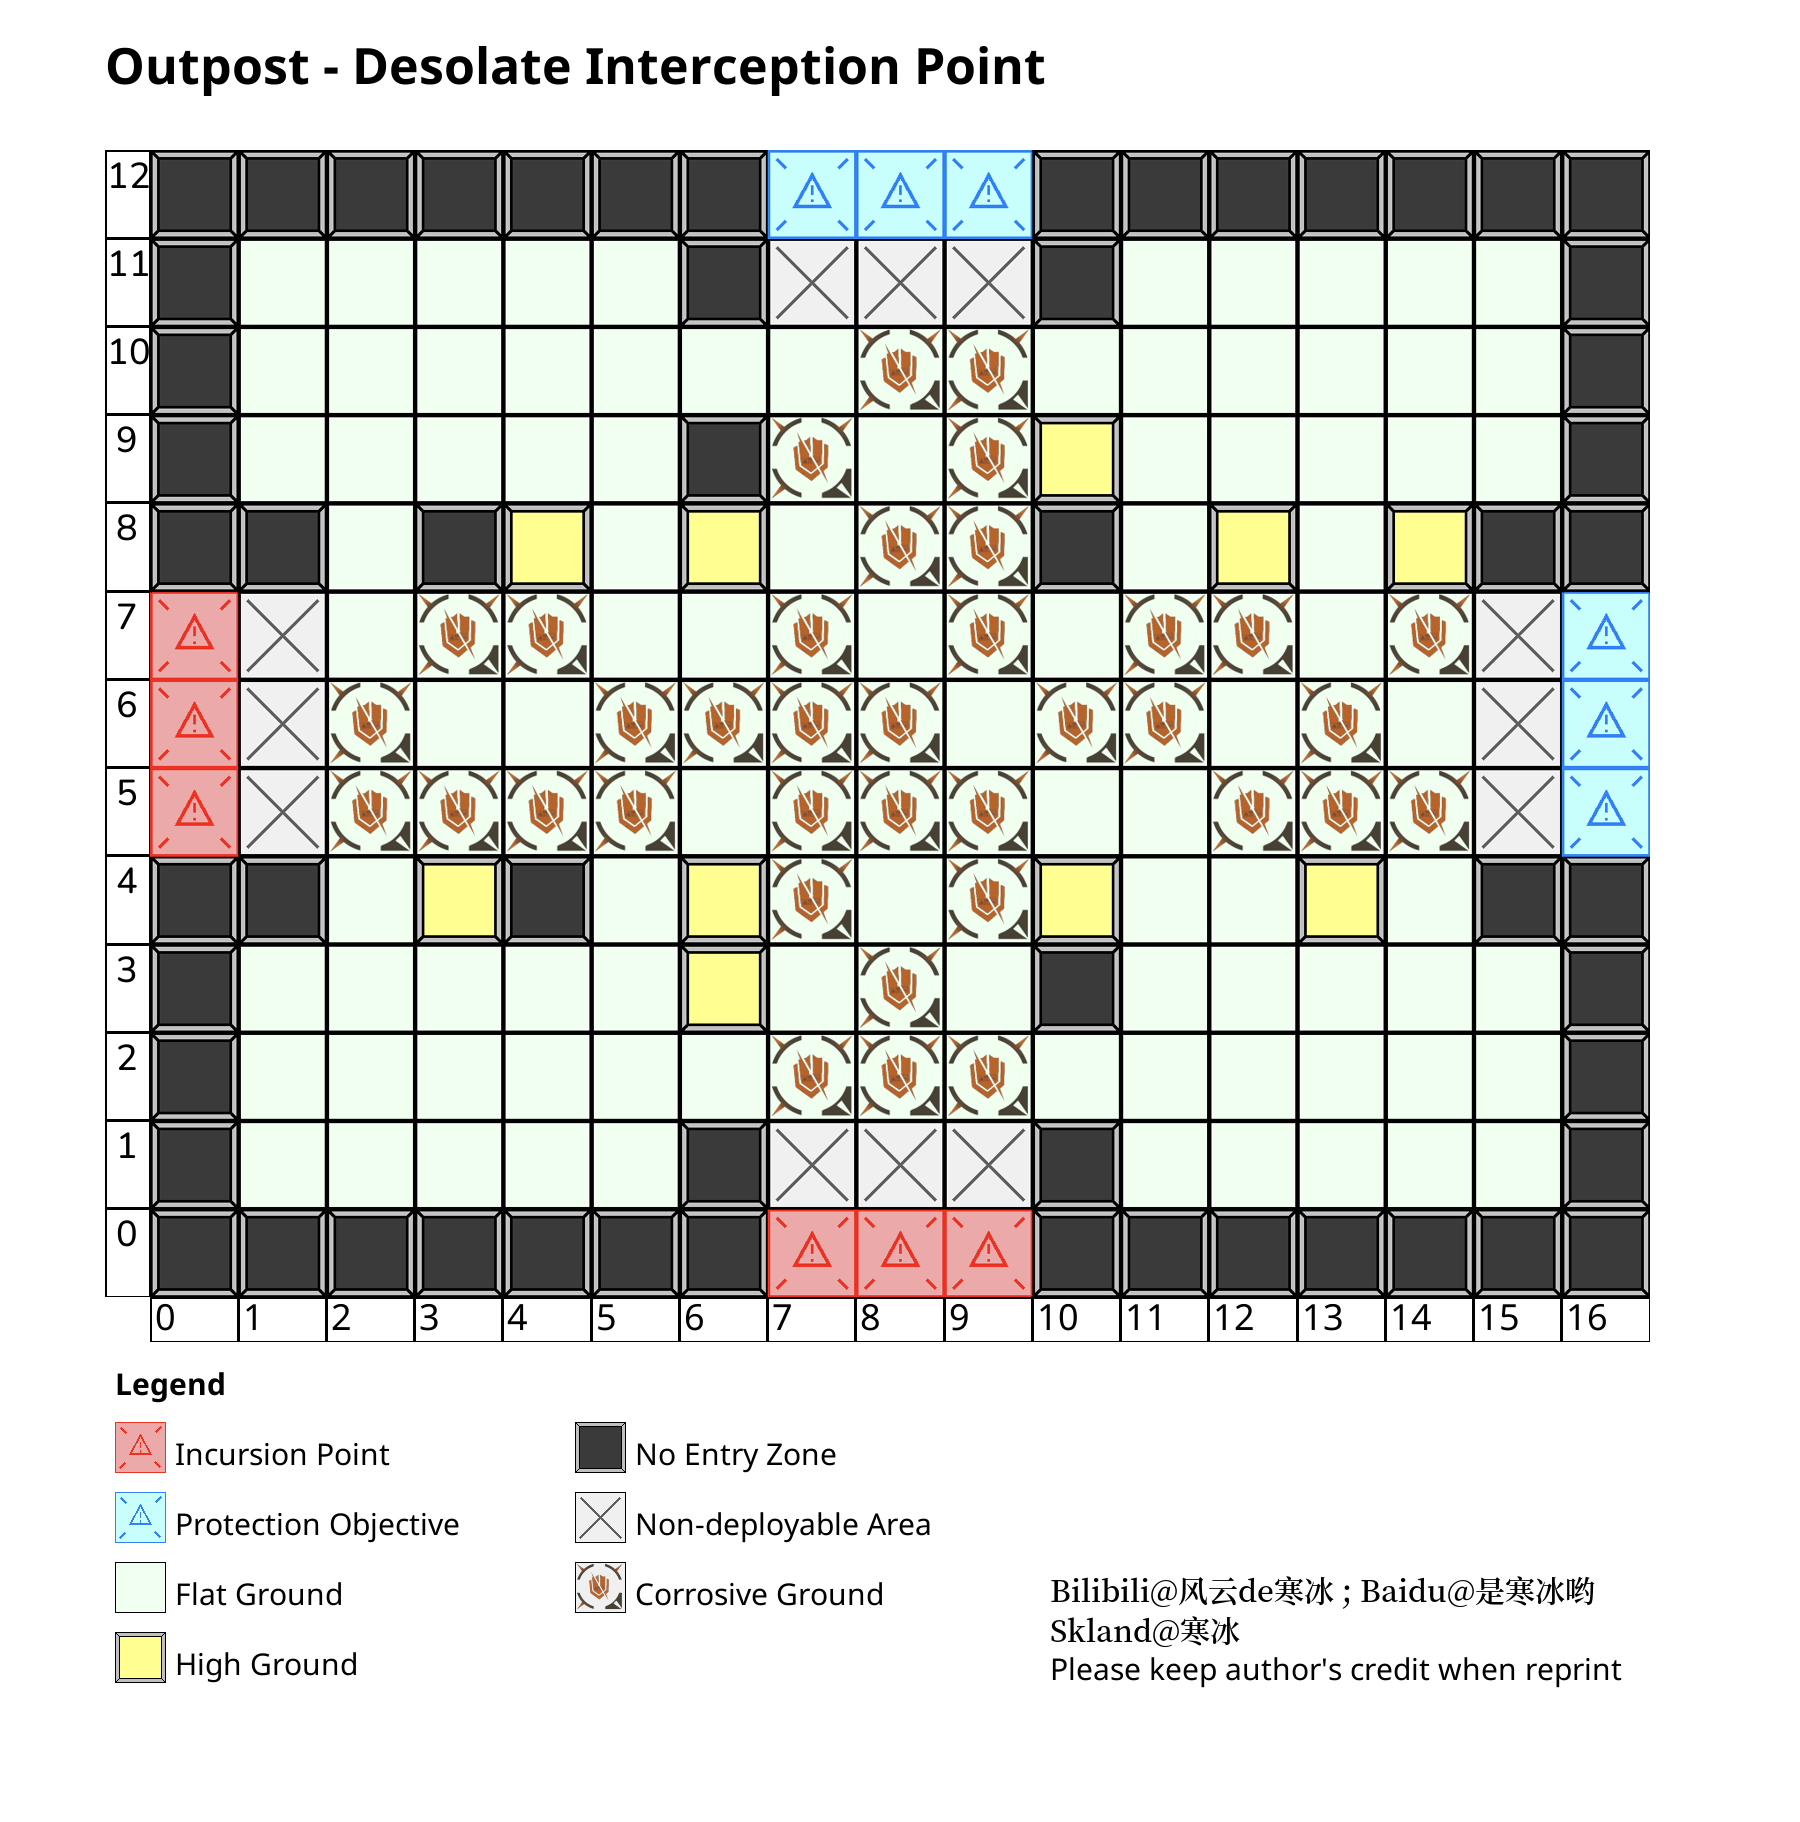 Outpost - Desolate Interception Point
12
11
10
9
8
7
6
5
4
3
2
1
0
0 1 2 3 4 5 6 7 8 9 10 11 12 13 14 15 16
Legend
Incursion Point
No Entry Zone
Protection Objective
Non-deployable Area
Flat Ground
Corrosive Ground
High Ground
Bilibili@风云de寒冰 ; Baidu@是寒冰哟
Skland@寒冰
Please keep author's credit when reprint